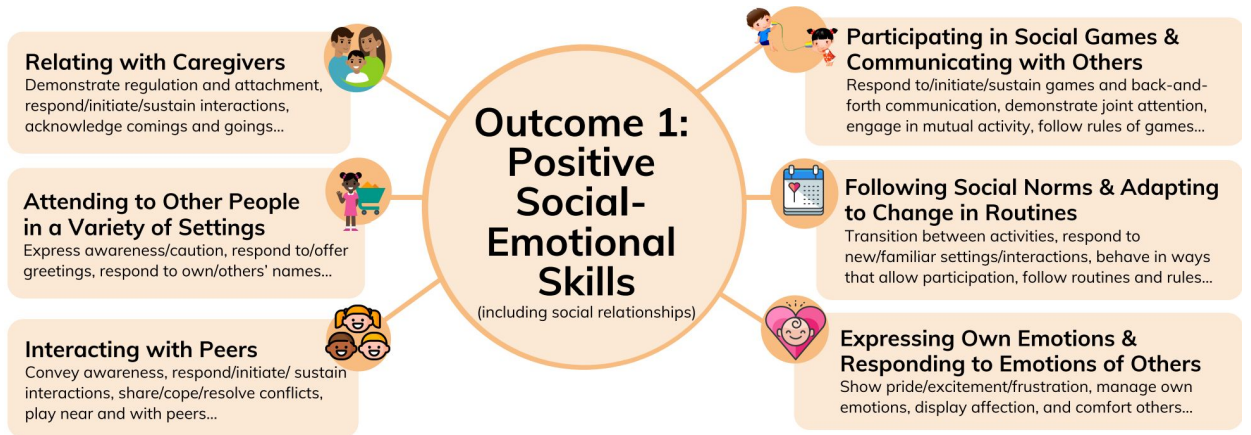 Relating with Caregivers
Demonstrate regulation and attachment,
respond/initiate/sustain interactions,
acknowledge comings and goings...
Attending to Other People
in a Variety of Settings
Express awareness/caution, respond to/offer
greetings, respond to own/others’ names...
Interacting with Peers
Convey awareness, respond/initiate/ sustain
interactions, share/cope/resolve conflicts,
play near and with peers...
Outcome 1:
Positive
Social-
Emotional
Skills
(including social relationships)
Participating in Social Games &
Communicating with Others
Respond to/initiate/sustain games and back-and-
forth communication, demonstrate joint attention,
engage in mutual activity, follow rules of games...
Following Social Norms & Adapting
to Change in Routines
Transition between activities, respond to
new/familiar settings/interactions, behave in ways
that allow participation, follow routines and rules...
Expressing Own Emotions &
Responding to Emotions of Others
Show pride/excitement/frustration, manage own
emotions, display affection, and comfort others...